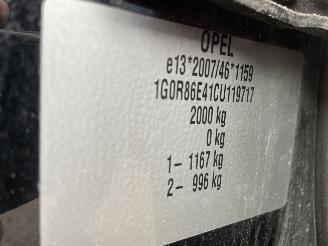 OPEL
e13*2007/46*1159
1G0R86E41CU119717
2000 kg
0 kg
1- 1167 kg
2- 996 kg